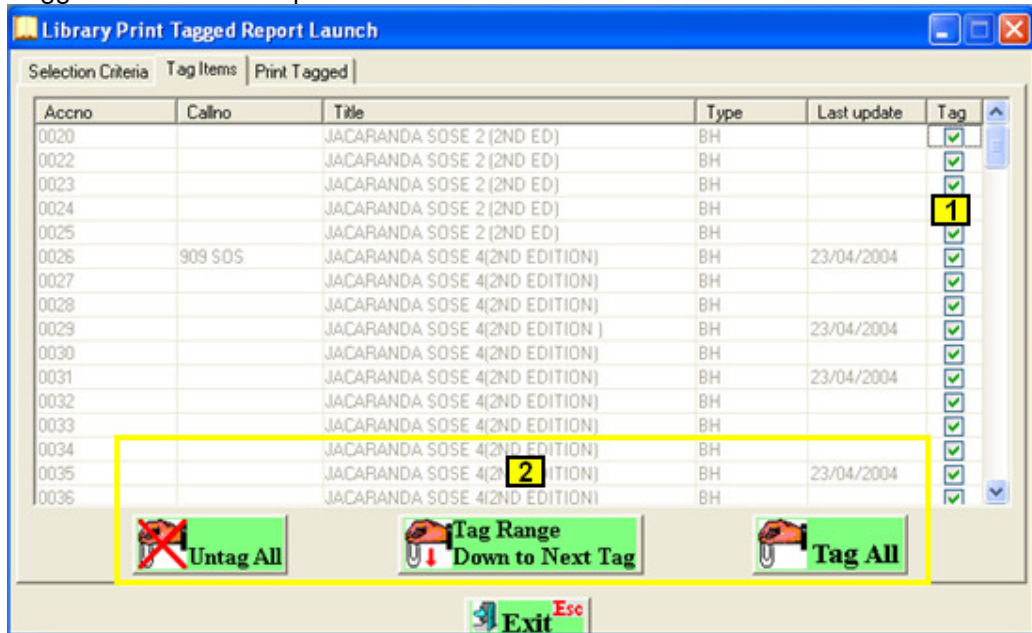 Library Print Tagged Report Launch
Selection Criteria Tag Items Print Tagged
Accno Callno Title Type Last update Tag
0020 JACARANDA SOSE 2 (2ND ED) BH
0022 JACARANDA SOSE 2 (2ND ED) BH
0023 JACARANDA SOSE 2 (2ND ED) BH
0024 JACARANDA SOSE 2 (2ND ED) BH 1
0025 JACARANDA SOSE 2 (2ND ED) BH
0026 909 SOS JACARANDA SOSE 4(2ND EDITION) BH 23/04/2004
0027 JACARANDA SOSE 4(2ND EDITION) BH
0028 JACARANDA SOSE 4(2ND EDITION) BH
0029 JACARANDA SOSE 4(2ND EDITION ) BH 23/04/2004
0030 JACARANDA SOSE 4(2ND EDITION) BH
0031 JACARANDA SOSE 4(2ND EDITION) BH 23/04/2004
0032 JACARANDA SOSE 4(2ND EDITION) BH
0033 JACARANDA SOSE 4(2ND EDITION) BH
0034 JACARANDA SOSE 4(2ND EDITION) BH
0035 JACARANDA SOSE 4(2N 2 ITION) BH 23/04/2004
0036 JACARANDA SOSE 4(2ND EDITION) BH
Untag All
Tag Range
Down to Next Tag
Tag All
Exit Esc